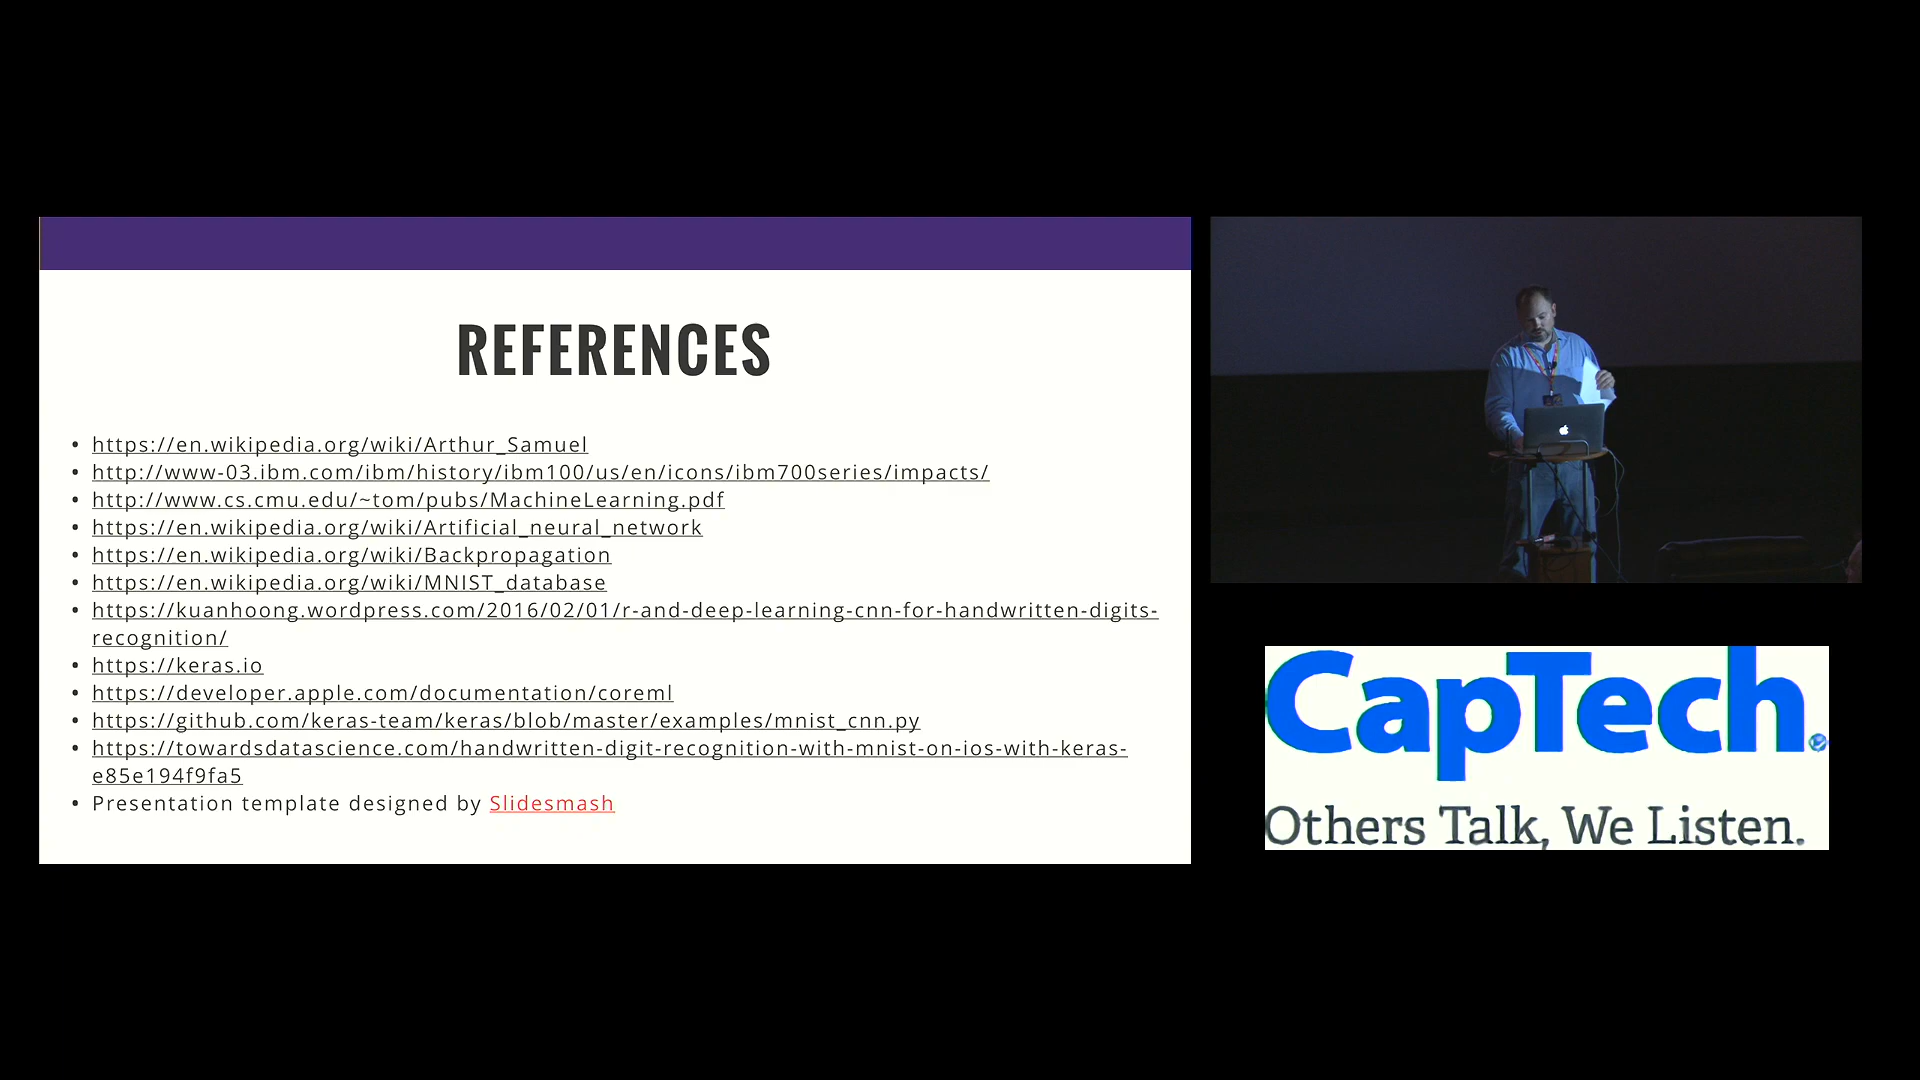 REFERENCES
• https://en.wikipedia.org/wiki/Arthur_Samuel
• http://www-03.ibm.com/ibm/history/ibm100/us/en/icons/ibm700series/impacts/
• http://www.cs.cmu.edu/~tom/pubs/MachineLearning.pdf
• https://en.wikipedia.org/wiki/Artificial_neural_network
• https://en.wikipedia.org/wiki/Backpropagation
• https://en.wikipedia.org/wiki/MNIST_database
• https://kuanhoong.wordpress.com/2016/02/01/r-and-deep-learning-cnn-for-handwritten-digits-
recognition/
• https://keras.io
• https://developer.apple.com/documentation/coreml
• https://github.com/keras-team/keras/blob/master/examples/mnist_cnn.py
• https://towardsdatascience.com/handwritten-digit-recognition-with-mnist-on-ios-with-keras-
e85e194f9fa5
• Presentation template designed by Slidesmash
CapTech
Others Talk, We Listen.